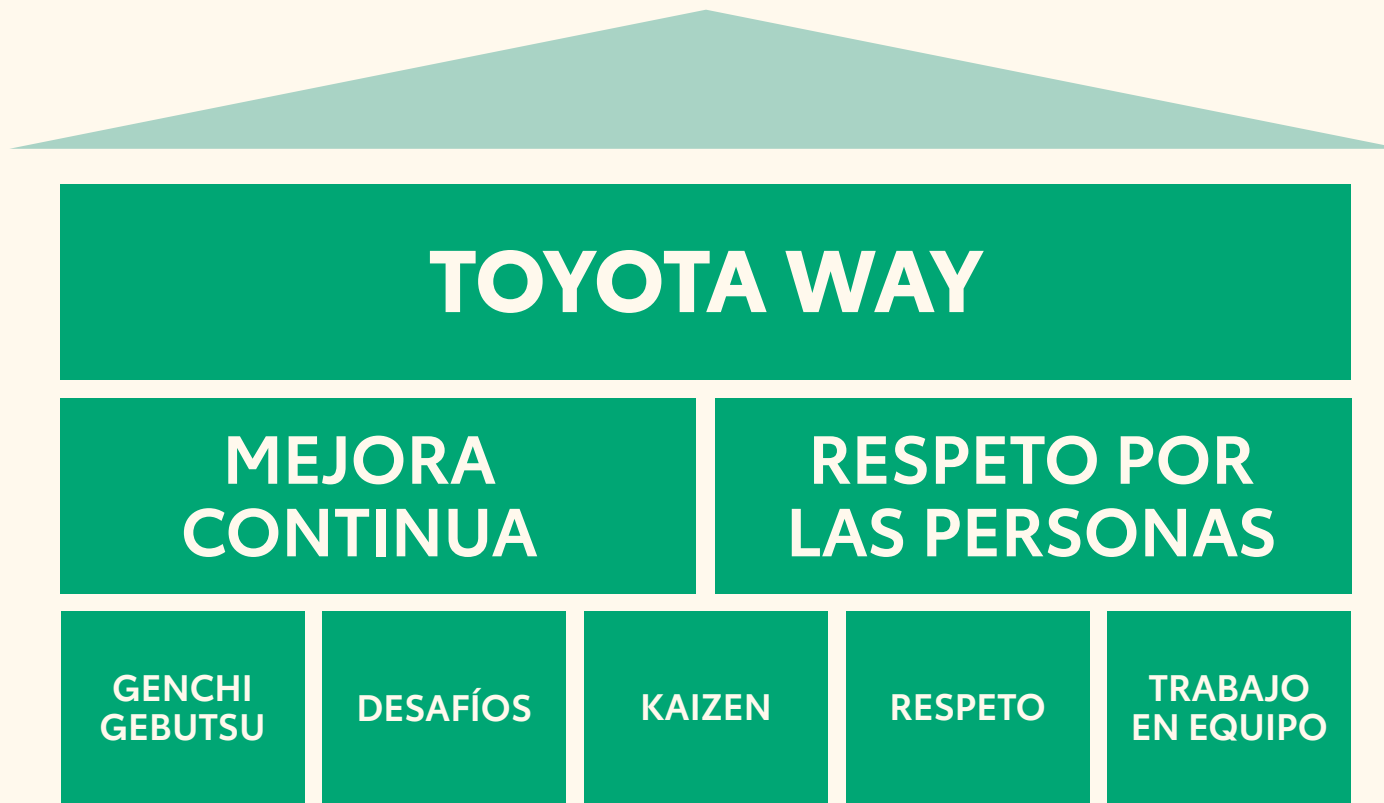 TOYOTA WAY
MEJORA
CONTINUA
RESPETO POR
LAS PERSONAS
GENCHI
GEBUTSU
DESAFÍOS
KAIZEN
RESPETO
TRABAJO
EN EQUIPO